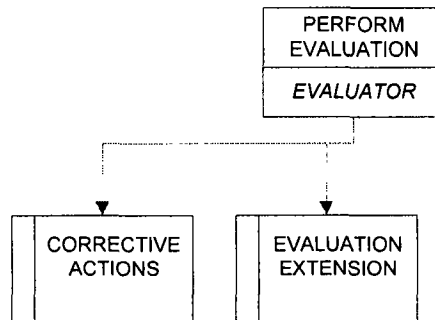 PERFORM
EVALUATION
EVALUATOR
CORRECTIVE
ACTIONS
EVALUATION
EXTENSION